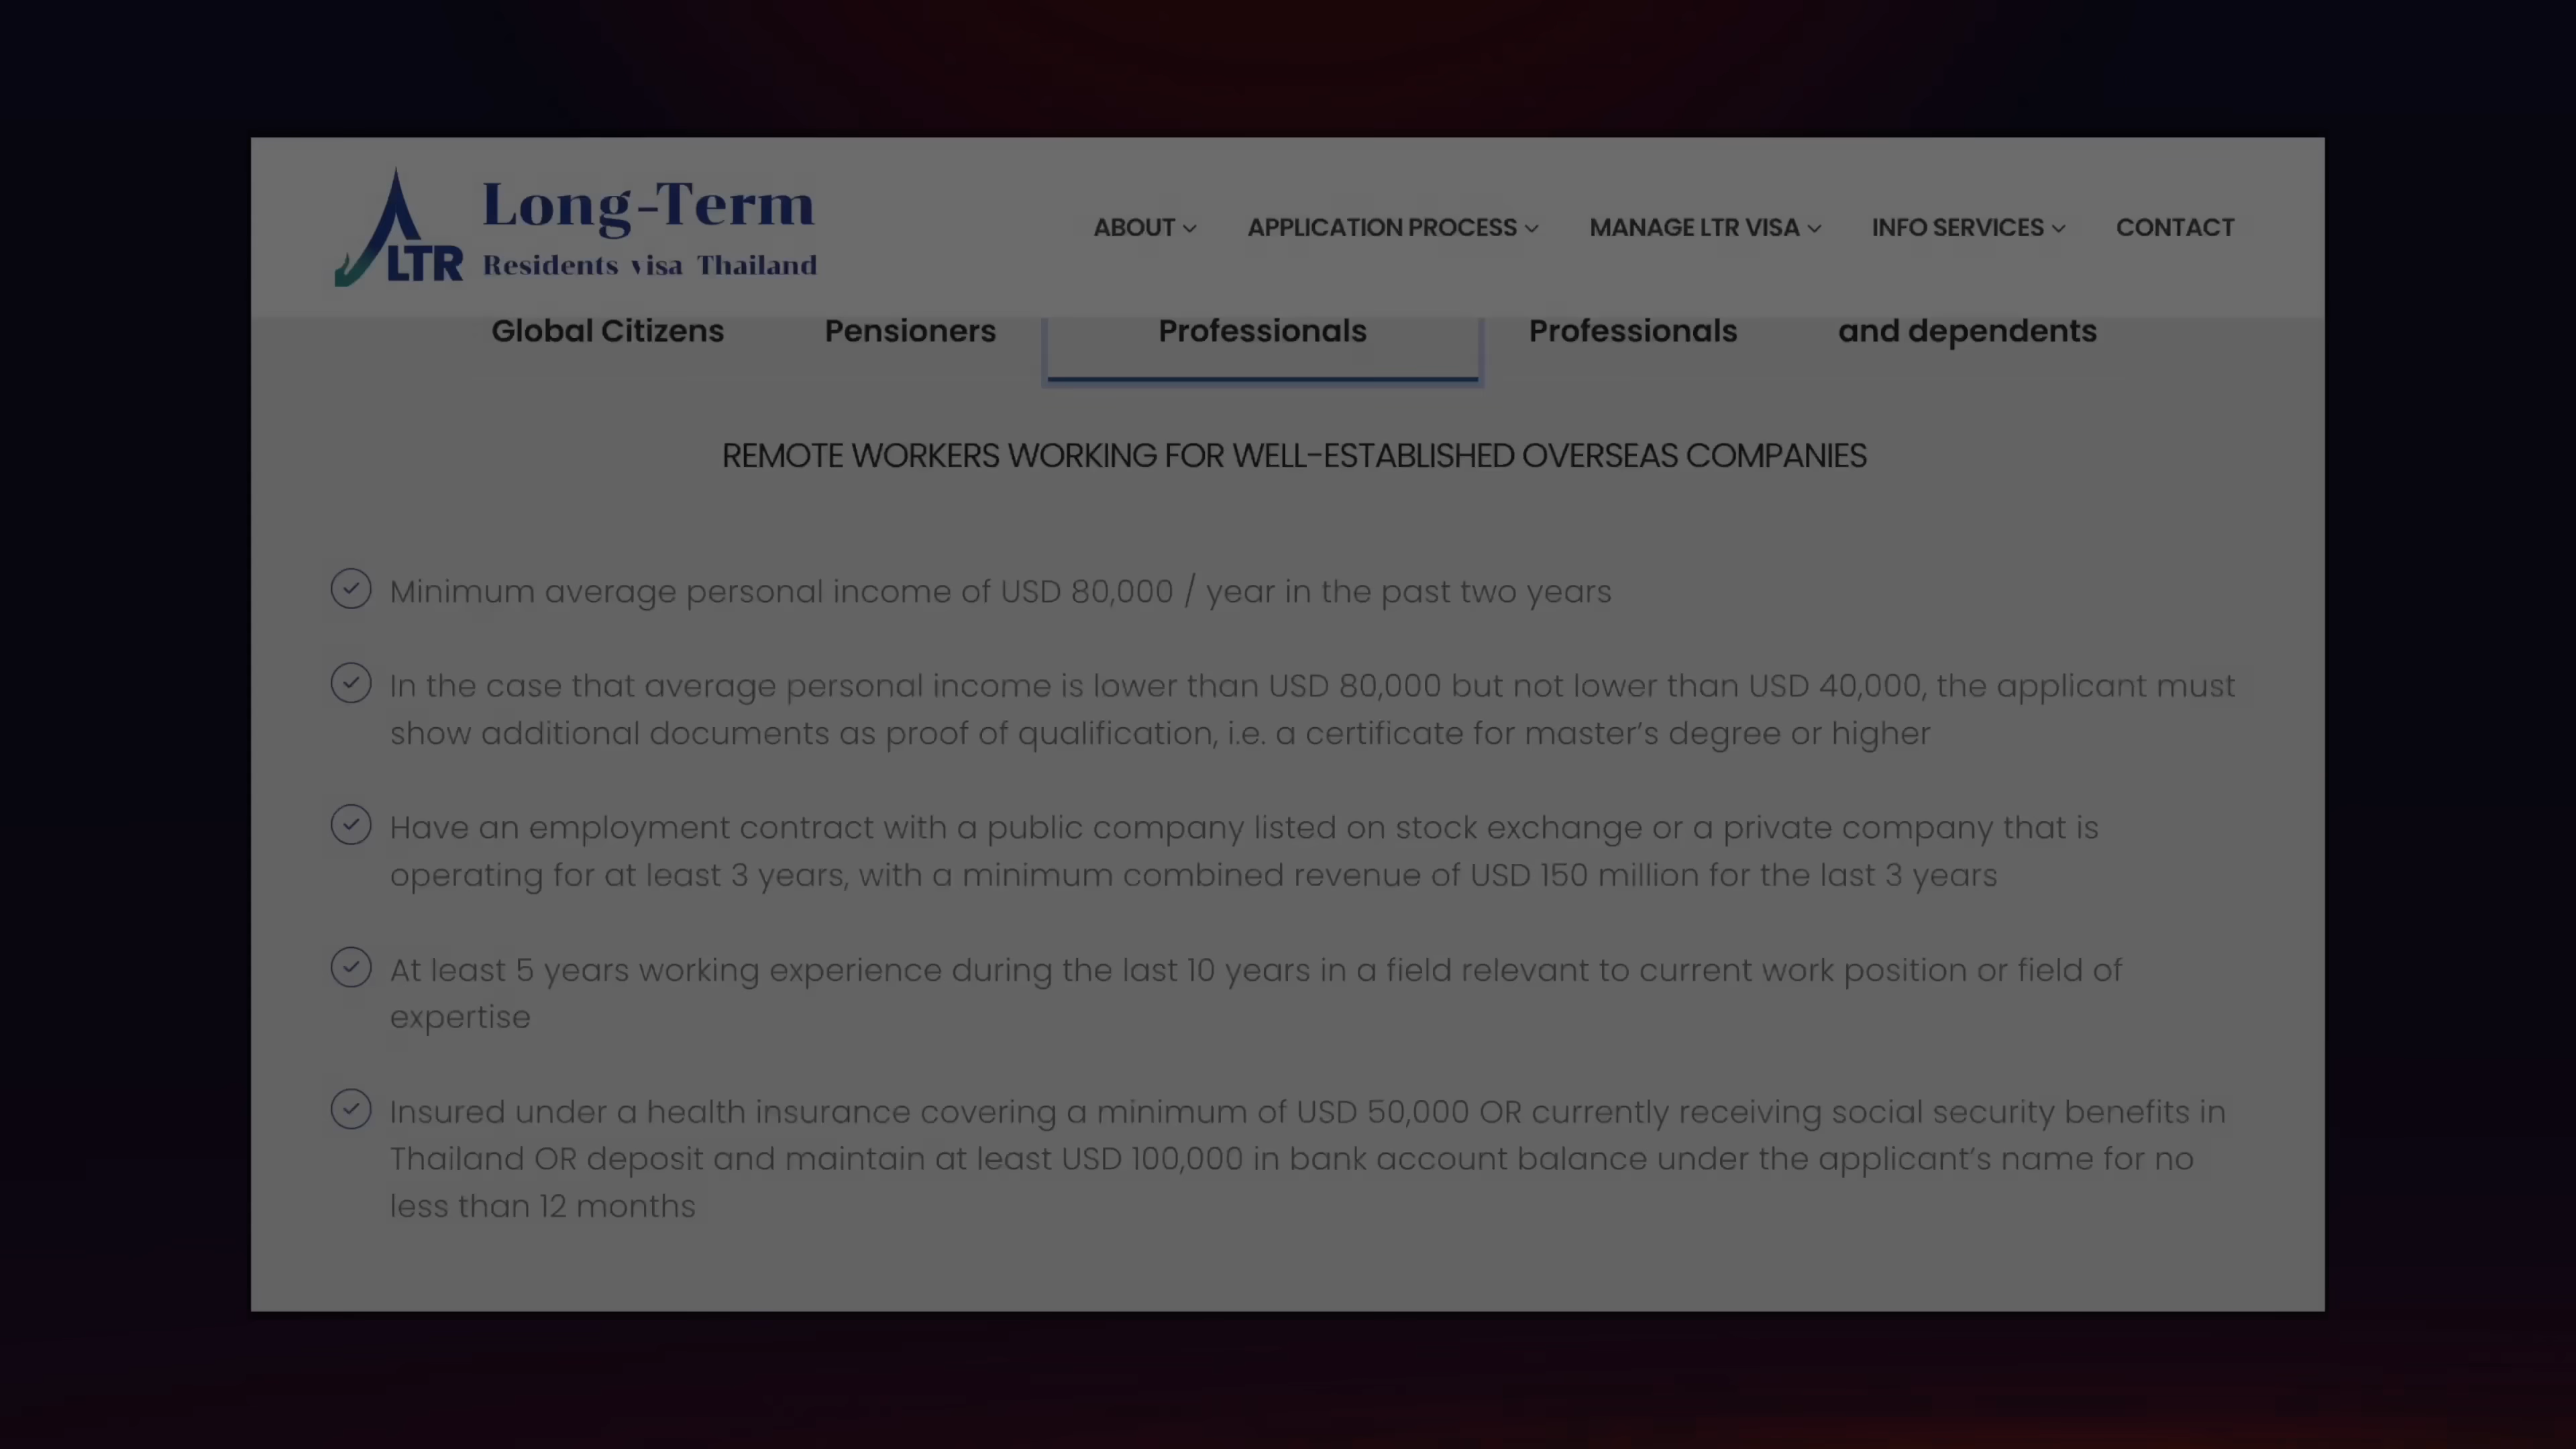 Long-Term
LTR
Residents visa Thailand
ABOUT
APPLICATION PROCESS
MANAGE LTR VISA
INFO SERVICES
CONTACT
Global Citizens
Pensioners
Professionals
Professionals
and dependents
REMOTE WORKERS WORKING FOR WELL-ESTABLISHED OVERSEAS COMPANIES
Minimum average personal income of USD 80,000 / year in the past two years
In the case that average personal income is lower than USD 80,000 but not lower than USD 40,000, the applicant must
show additional documents as proof of qualification, i.e. a certificate for master's degree or higher
Have an employment contract with a public company listed on stock exchange or a private company that is
operating for at least 3 years, with a minimum combined revenue of USD 150 million for the last 3 years
At least 5 years working experience during the last 10 years in a field relevant to current work position or field of
expertise
Insured under a health insurance covering a minimum of USD 50,000 OR currently receiving social security benefits in
Thailand OR deposit and maintain at least USD 100,000 in bank account balance under the applicant's name for no
less than 12 months